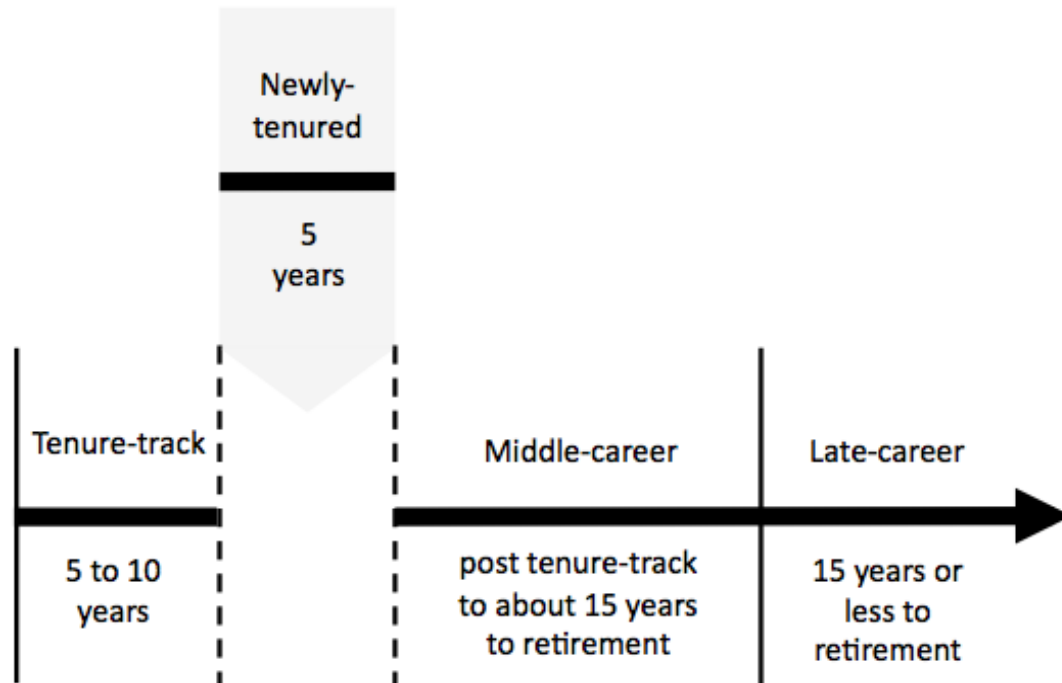 Newly-
tenured
5
years
Tenure-track
5 to 10
years
Middle-career
post tenure-track
to about 15 years
to retirement
Late-career
15 years or
less to
retirement